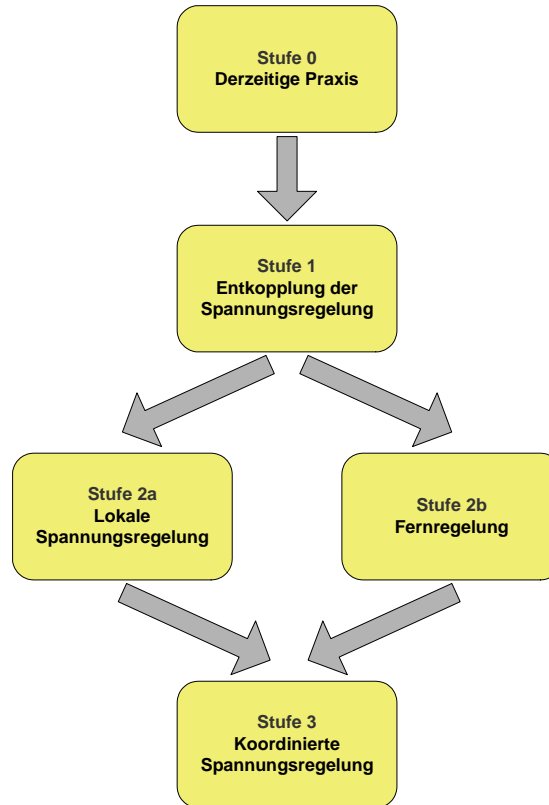 Stufe 0
Derzeitige Praxis
Stufe 1
Entkopplung der
Spannungsregelung
Stufe 2a
Lokale
Spannungsregelung
Stufe 2b
Fernregelung
Stufe 3
Koordinierte
Spannungsregelung